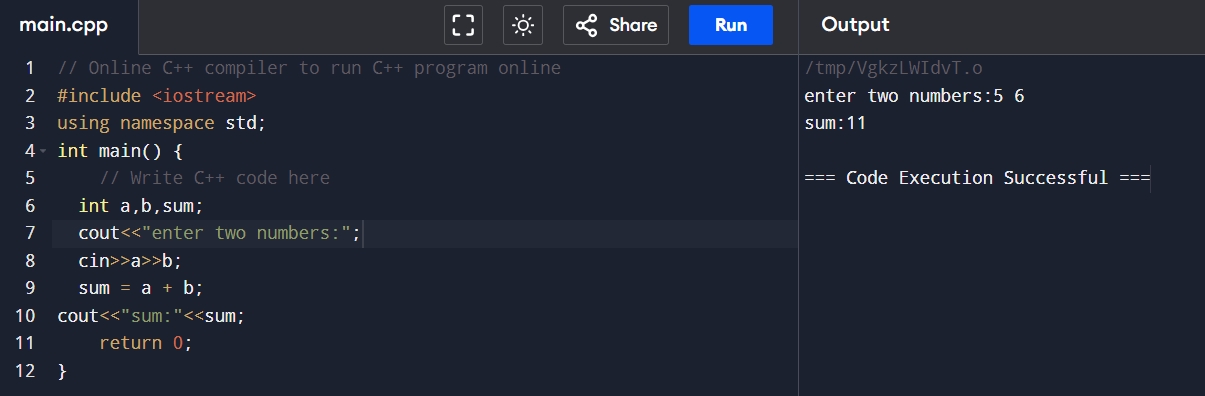 main.cpp
Share
Run
Output
1 // Online C++ compiler to run C++ program online
2 #include <iostream>
3 using namespace std;
4 int main() {
5     // Write C++ code here
6   int a,b,sum;
7   cout<<"enter two numbers:";
8   cin>>a>>b;
9   sum = a + b;
10 cout<<"sum:"<<sum;
11     return 0;
12 }
/tmp/VgkzLWIdvT.o
enter two numbers:5 6
sum:11
=== Code Execution Successful ===